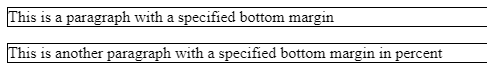 This is a paragraph with a specified bottom margin
This is another paragraph with a specified bottom margin in percent